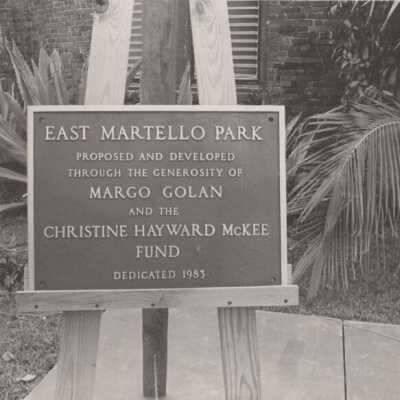 EAST MARTELLO PARK
PROPOSED AND DEVELOPED
THROUGH THE GENEROSITY OF
MARGO GOLAN
AND THE
CHRISTINE HAYWARD McKEE
FUND
DEDICATED 1983